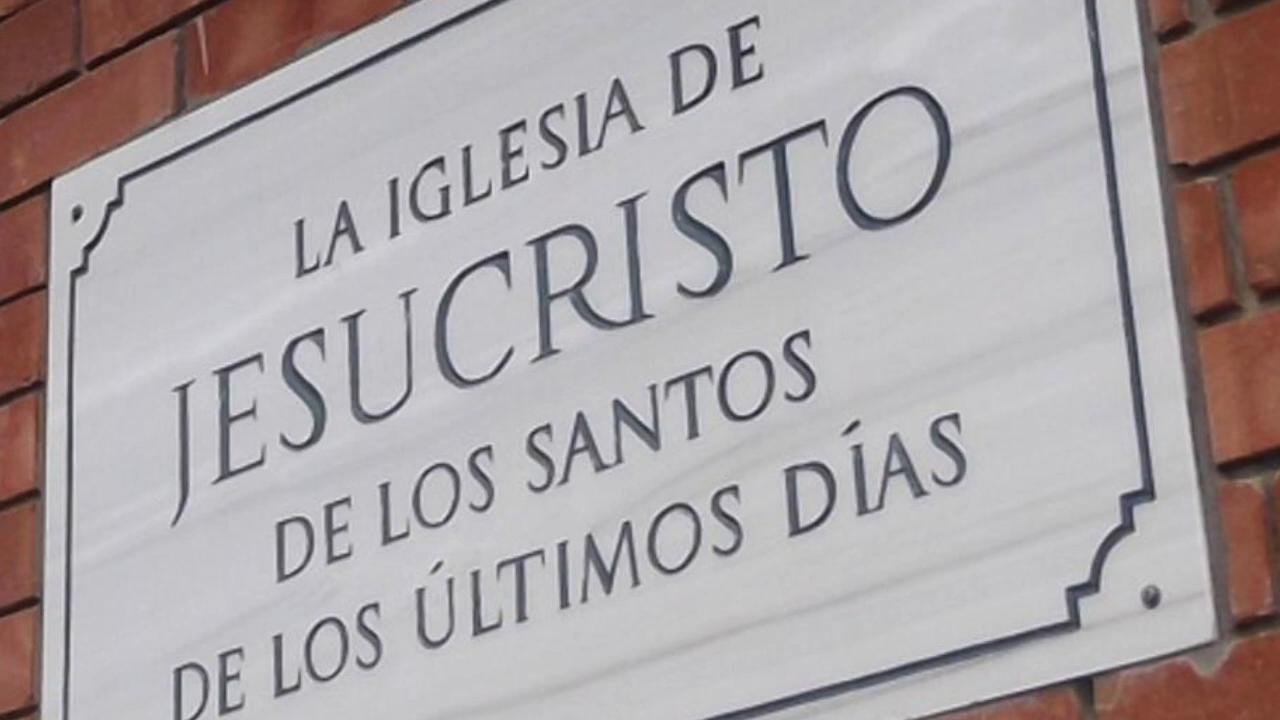 LA IGLESIA DE
JESUCRISTO
DE LOS SANTOS
DE LOS ÚLTIMOS DÍAS